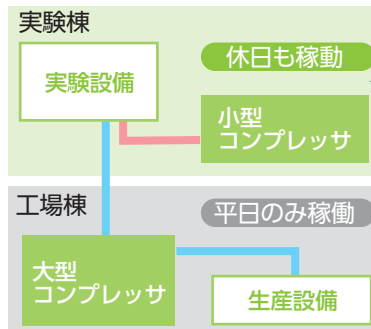 実験棟
休日も稼動
実験設備
小型
コンプレッサ
工場棟
平日のみ稼働
大型
コンプレッサ
生産設備